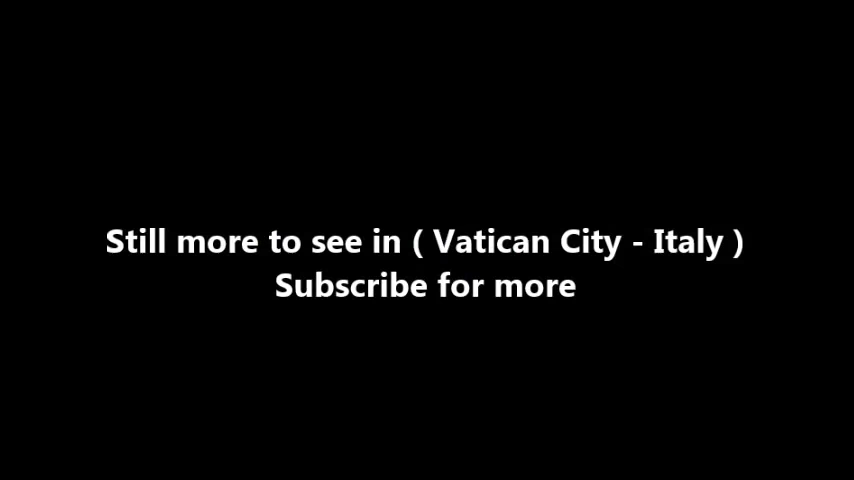 Still more to see in ( Vatican City - Italy )
Subscribe for more